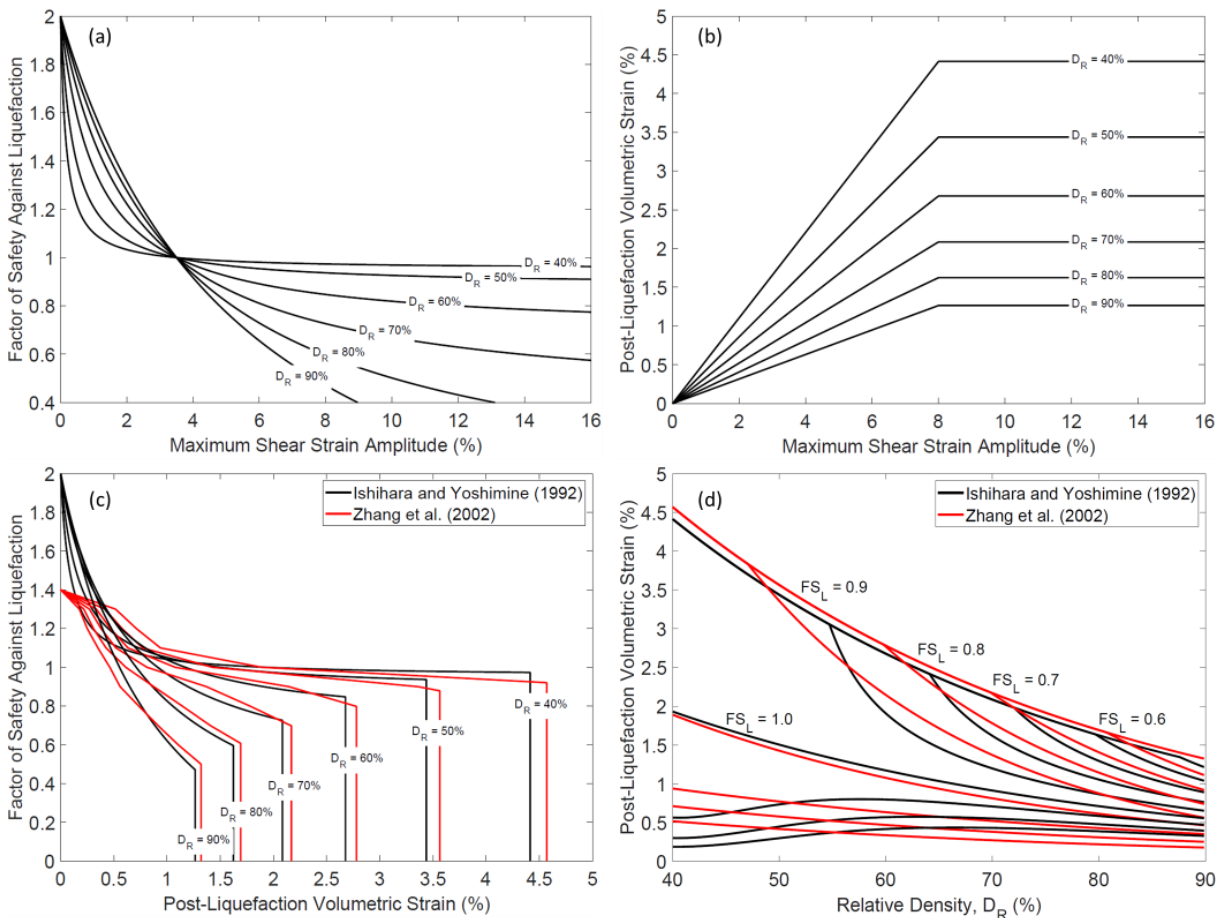 (a)
Factor of Safety Against Liquefaction
2
1.8
1.6
1.4
1.2
1
0.8
0.6
0.4
D_R = 40%
D_R = 50%
D_R = 60%
D_R = 70%
D_R = 80%
D_R = 90%
0 2 4 6 8 10 12 14 16
Maximum Shear Strain Amplitude (%)
(b)
Post-Liquefaction Volumetric Strain (%)
5
4.5
4
3.5
3
2.5
2
1.5
1
0.5
0
D_R = 40%
D_R = 50%
D_R = 60%
D_R = 70%
D_R = 80%
D_R = 90%
0 2 4 6 8 10 12 14 16
Maximum Shear Strain Amplitude (%)
(c)
Ishihara and Yoshimine (1992)
Zhang et al. (2002)
Factor of Safety Against Liquefaction
2
1.8
1.6
1.4
1.2
1
0.8
0.6
0.4
0.2
0
D_R = 40%
D_R = 50%
D_R = 60%
D_R = 70%
D_R = 80%
D_R = 90%
0 0.5 1 1.5 2 2.5 3 3.5 4 4.5 5
Post-Liquefaction Volumetric Strain (%)
(d)
Ishihara and Yoshimine (1992)
Zhang et al. (2002)
Post-Liquefaction Volumetric Strain (%)
5
4.5
4
3.5
3
2.5
2
1.5
1
0.5
0
FS_L = 0.9
FS_L = 0.8
FS_L = 0.7
FS_L = 0.6
FS_L = 1.0
40 50 60 70 80 90
Relative Density, D_R (%)